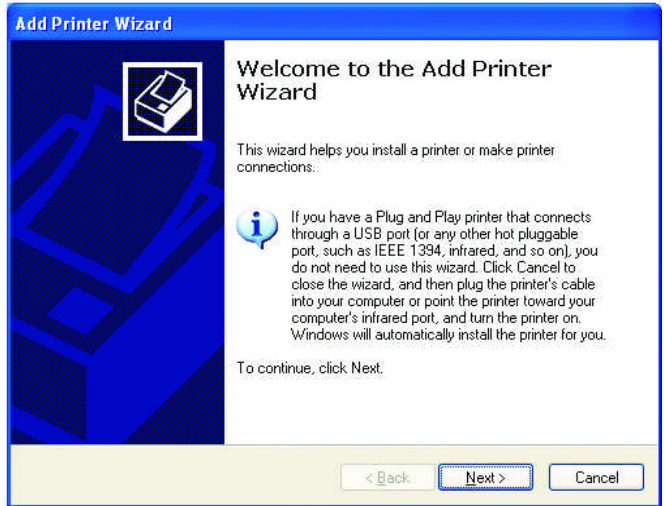 Add Printer Wizard
Welcome to the Add Printer
Wizard
This wizard helps you install a printer or make printer
connections.
If you have a Plug and Play printer that connects
through a USB port (or any other hot pluggable
port, such as IEEE 1394, infrared, and so on), you
do not need to use this wizard. Click Cancel to
close the wizard, and then plug the printer's cable
into your computer or point the printer toward your
computer's infrared port, and turn the printer on.
Windows will automatically install the printer for you.
To continue, click Next.
< Back Next > Cancel